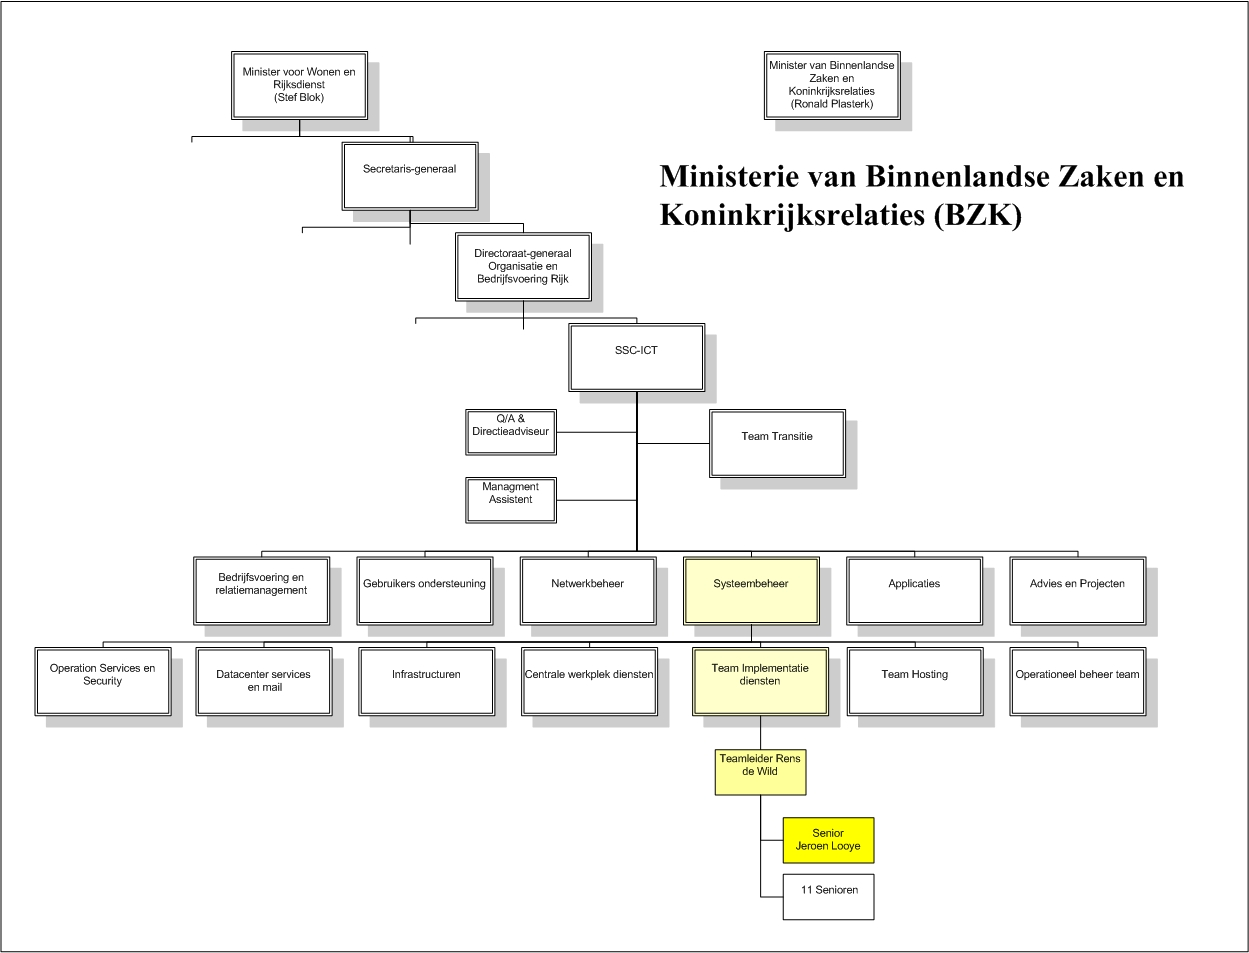 Minister voor Wonen en
Rijksdienst
(Stef Blok)
Minister van Binnenlandse
Zaken en
Koninkrijksrelaties
(Ronald Plasterk)
Secretaris-generaal
Ministerie van Binnenlandse Zaken en
Koninkrijksrelaties (BZK)
Directoraat-generaal
Organisatie en
Bedrijfsvoering Rijk
SSC-ICT
Q/A &
Directieadviseur
Team Transitie
Managment
Assistent
Bedrijfsvoering en
relatiemanagement
Gebruikers ondersteuning
Netwerkbeheer
Systeembeheer
Applicaties
Advies en Projecten
Operation Services en
Security
Datacenter services
en mail
Infrastructuren
Centrale werkplek diensten
Team Implementatie
diensten
Team Hosting
Operationeel beheer team
Teamleider Rens
de Wild
Senior
Jeroen Looye
11 Senioren